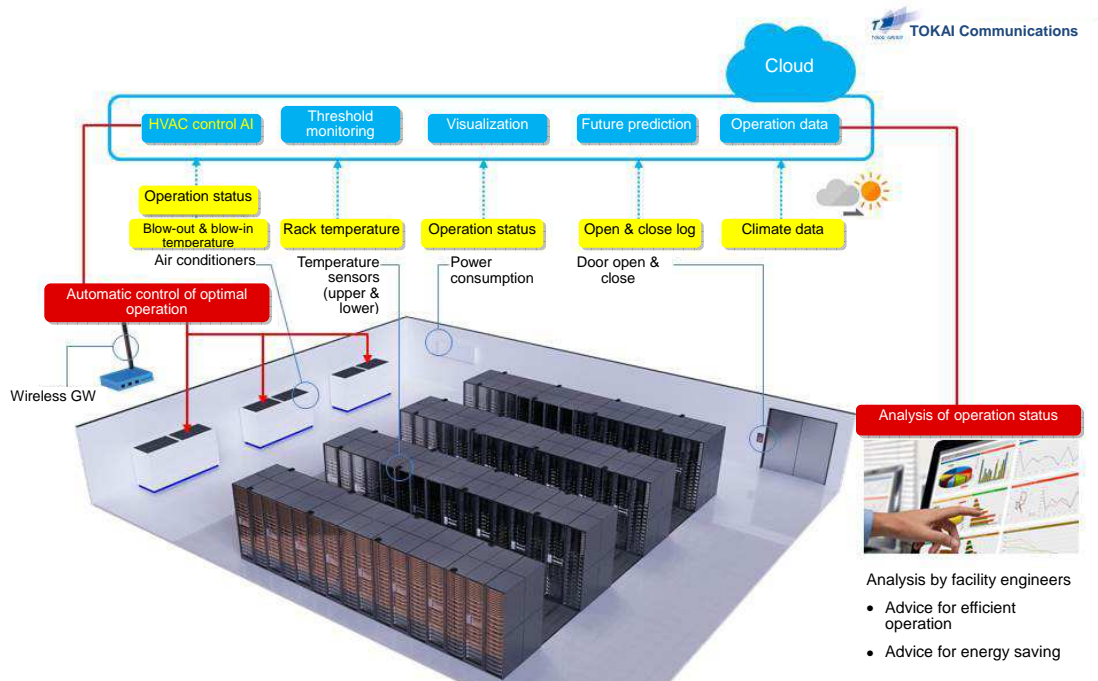 TOKAI GROUP
TOKAI Communications
Cloud
HVAC control AI
Threshold
monitoring
Visualization
Future prediction
Operation data
Operation status
Blow-out & blow-in
temperature
Rack temperature
Operation status
Open & close log
Climate data
Air conditioners
Temperature
sensors
(upper &
lower)
Power
consumption
Door open &
close
Automatic control of optimal
operation
Wireless GW
Analysis of operation status
Analysis by facility engineers
• Advice for efficient
operation
• Advice for energy saving